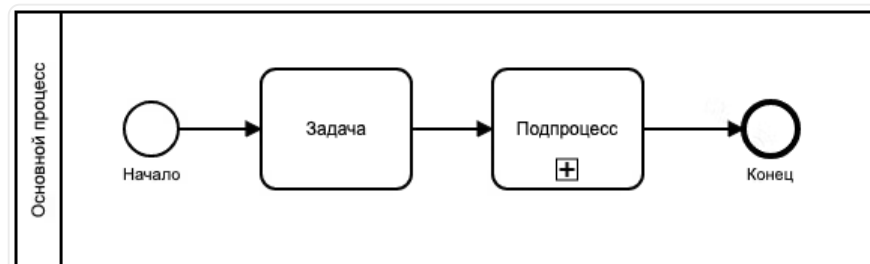 Основной процесс
Начало
Задача
Подпроцесс
Конец